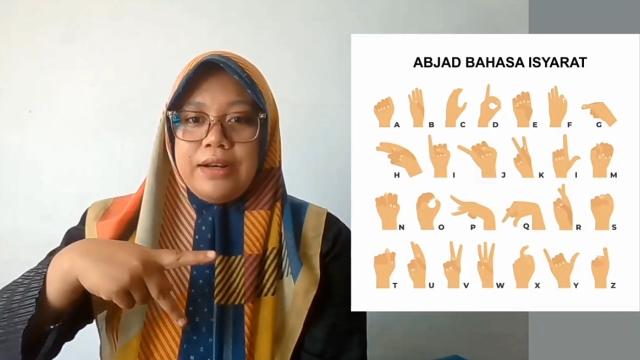 ABJAD BAHASA ISYARAT
A B C D E F G
H I J K I M
N O P Q R S
T U V W X Y Z